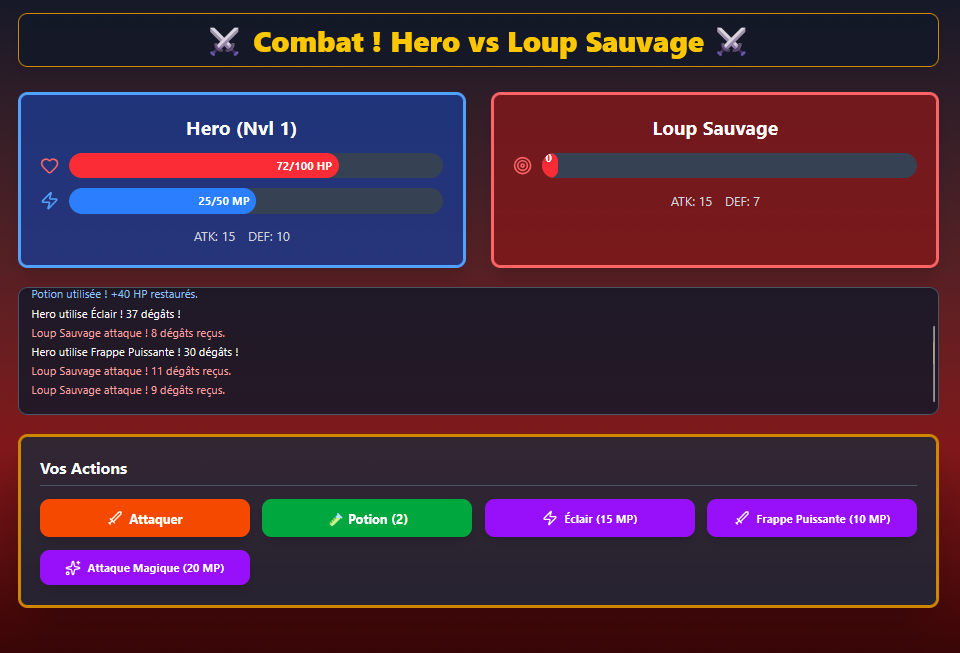 Combat ! Hero vs Loup Sauvage
Hero (Nvl 1)
72/100 HP
25/50 MP
ATK: 15 DEF: 10
Loup Sauvage
0
ATK: 15 DEF: 7
Potion utilisée ! +40 HP restaurés.
Hero utilise Éclair ! 37 dégâts !
Loup Sauvage attaque ! 8 dégâts reçus.
Hero utilise Frappe Puissante ! 30 dégâts !
Loup Sauvage attaque ! 11 dégâts reçus.
Loup Sauvage attaque ! 9 dégâts reçus.
Vos Actions
Attaquer
Potion (2)
Éclair (15 MP)
Frappe Puissante (10 MP)
Attaque Magique (20 MP)